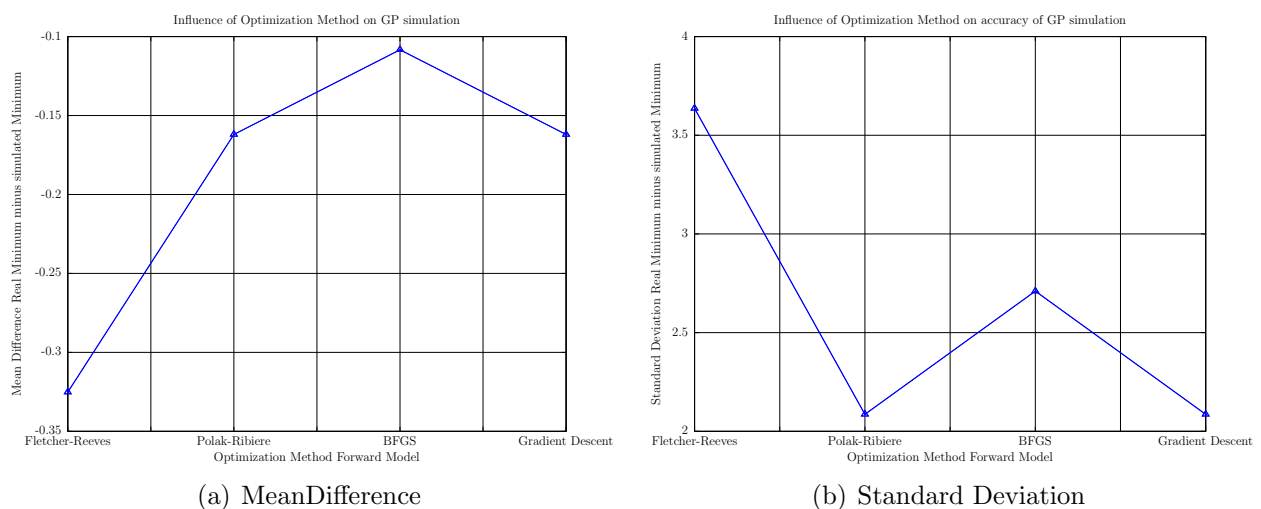 Influence of Optimization Method on GP simulation
Mean Difference Real Minimum minus simulated Minimum
-0.1
-0.15
-0.2
-0.25
-0.3
-0.35
Fletcher-Reeves Polak-Ribiere BFGS Gradient Descent
Optimization Method Forward Model
(a) MeanDifference
Influence of Optimization Method on accuracy of GP simulation
Standard Deviation Real Minimum minus simulated Minimum
4
3.5
3
2.5
2
Fletcher-Reeves Polak-Ribiere BFGS Gradient Descent
Optimization Method Forward Model
(b) Standard Deviation